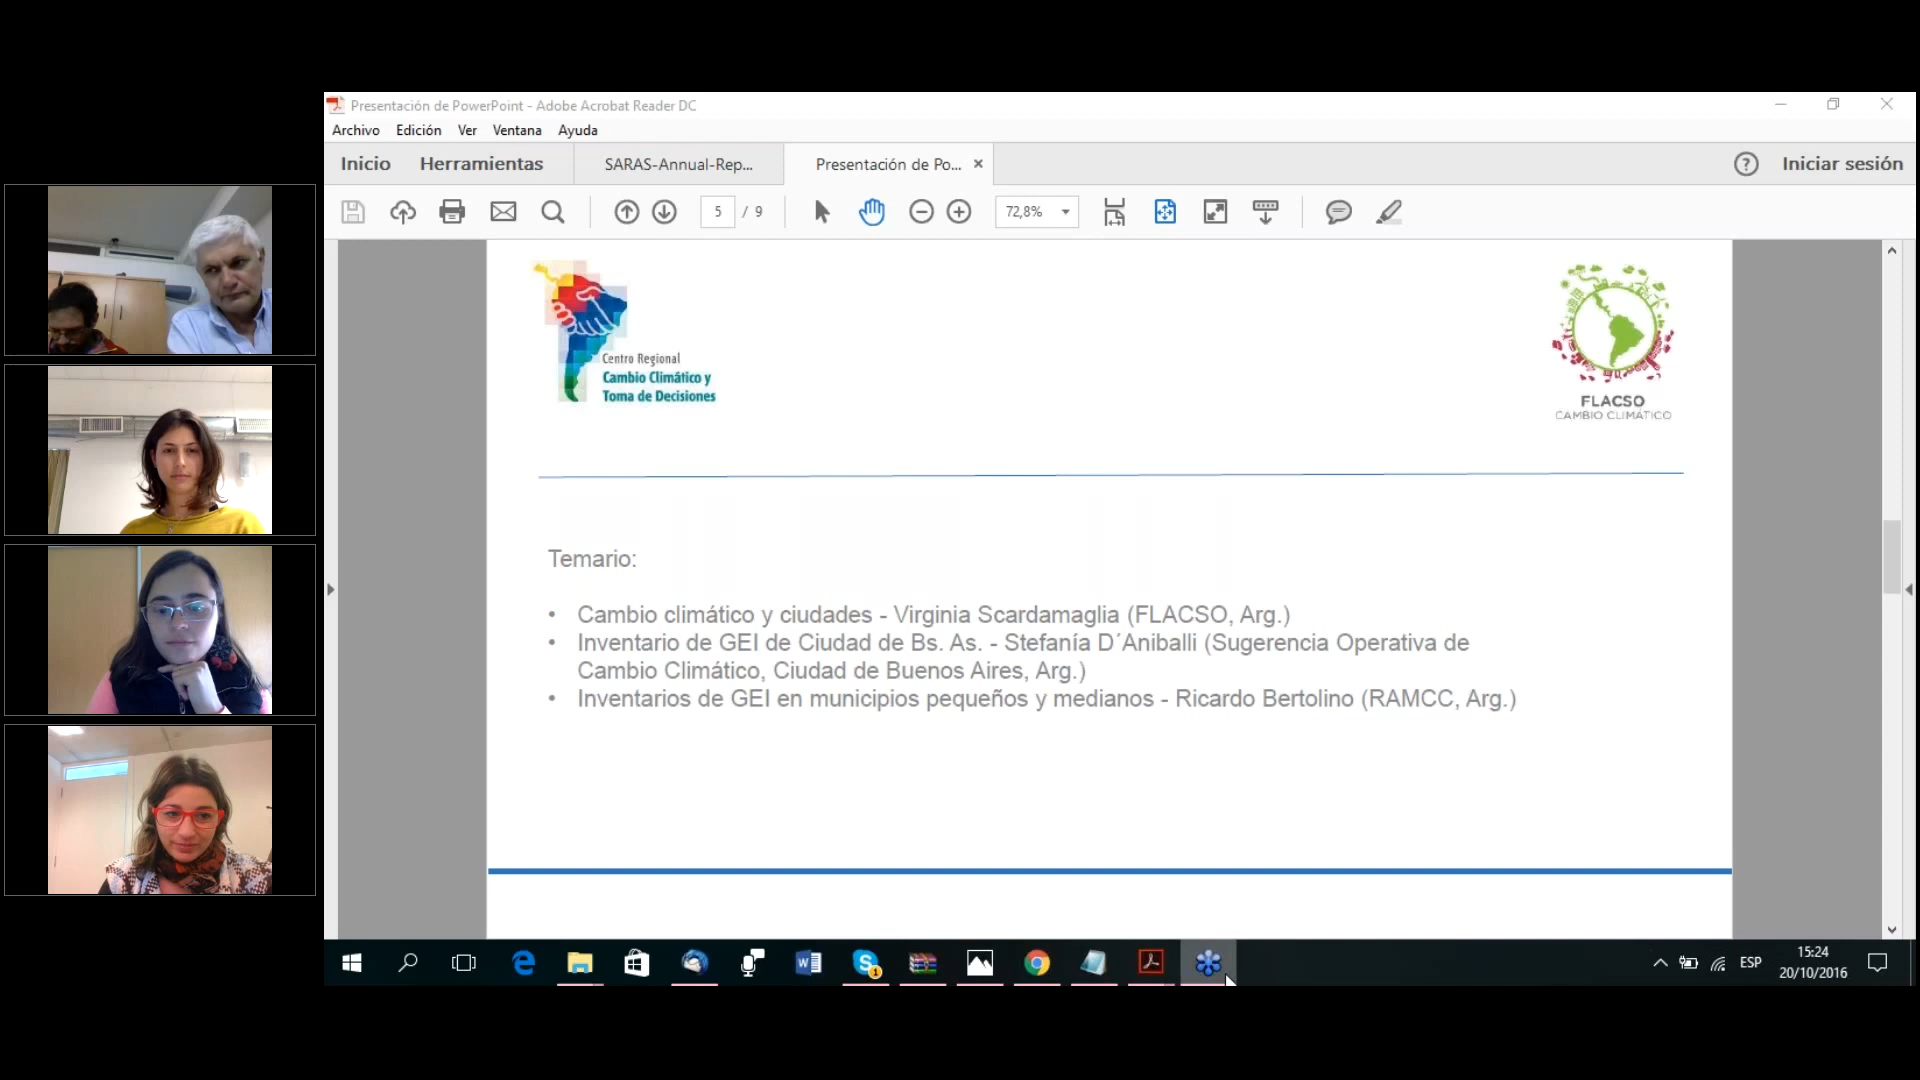 Presentación de PowerPoint - Adobe Acrobat Reader DC
Archivo Edición Ver Ventana Ayuda
Inicio Herramientas SARAS-Annual-Rep... Presentación de Po... Iniciar sesión
5 / 9 72,8%
Centro Regional
Cambio Climático y
Toma de Decisiones
FLACSO
CAMBIO CLIMÁTICO
Temario:
• Cambio climático y ciudades - Virginia Scardamaglia (FLACSO, Arg.)
• Inventario de GEI de Ciudad de Bs. As. - Stefanía D´Aniballi (Sugerencia Operativa de
Cambio Climático, Ciudad de Buenos Aires, Arg.)
• Inventarios de GEI en municipios pequeños y medianos - Ricardo Bertolino (RAMCC, Arg.)
ESP
15:24
20/10/2016